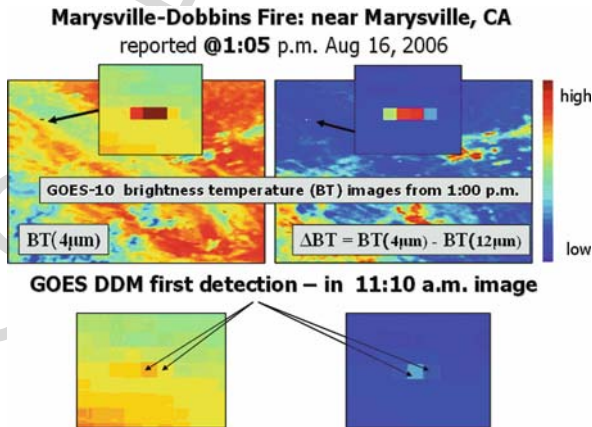 Marysville-Dobbins Fire: near Marysville, CA
reported @1:05 p.m. Aug 16, 2006
high
GOES-10 brightness temperature (BT) images from 1:00 p.m.
BT(4μm)
ΔBT = BT(4μm) - BT(12μm)
low
GOES DDM first detection – in 11:10 a.m. image